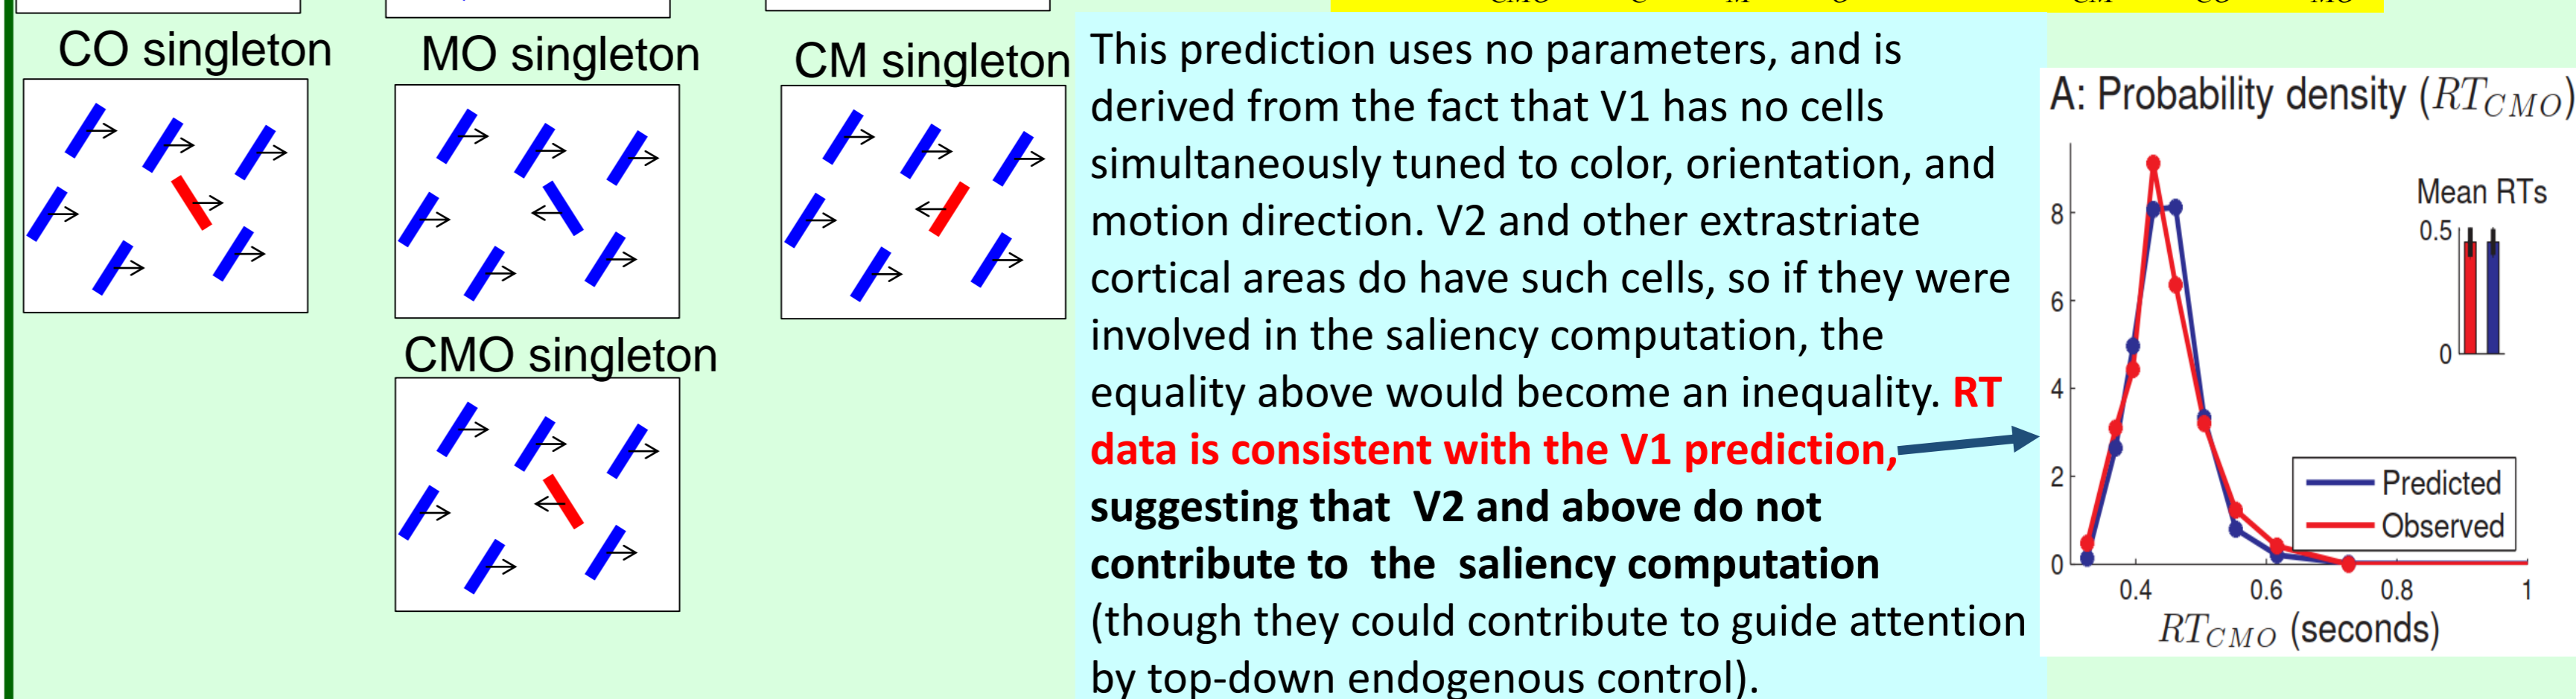 CO singleton
MO singleton
CM singleton
CMO singleton
This prediction uses no parameters, and is
derived from the fact that V1 has no cells
simultaneously tuned to color, orientation, and
motion direction. V2 and other extrastriate
cortical areas do have such cells, so if they were
involved in the saliency computation, the
equality above would become an inequality. RT
data is consistent with the V1 prediction,
suggesting that V2 and above do not
contribute to the saliency computation
(though they could contribute to guide attention
by top-down endogenous control).
A: Probability density (RT_CMO)
8
6
4
2
0
Mean RTs
0.5
0
Predicted
Observed
0.4 0.6 0.8 1
RT_CMO (seconds)